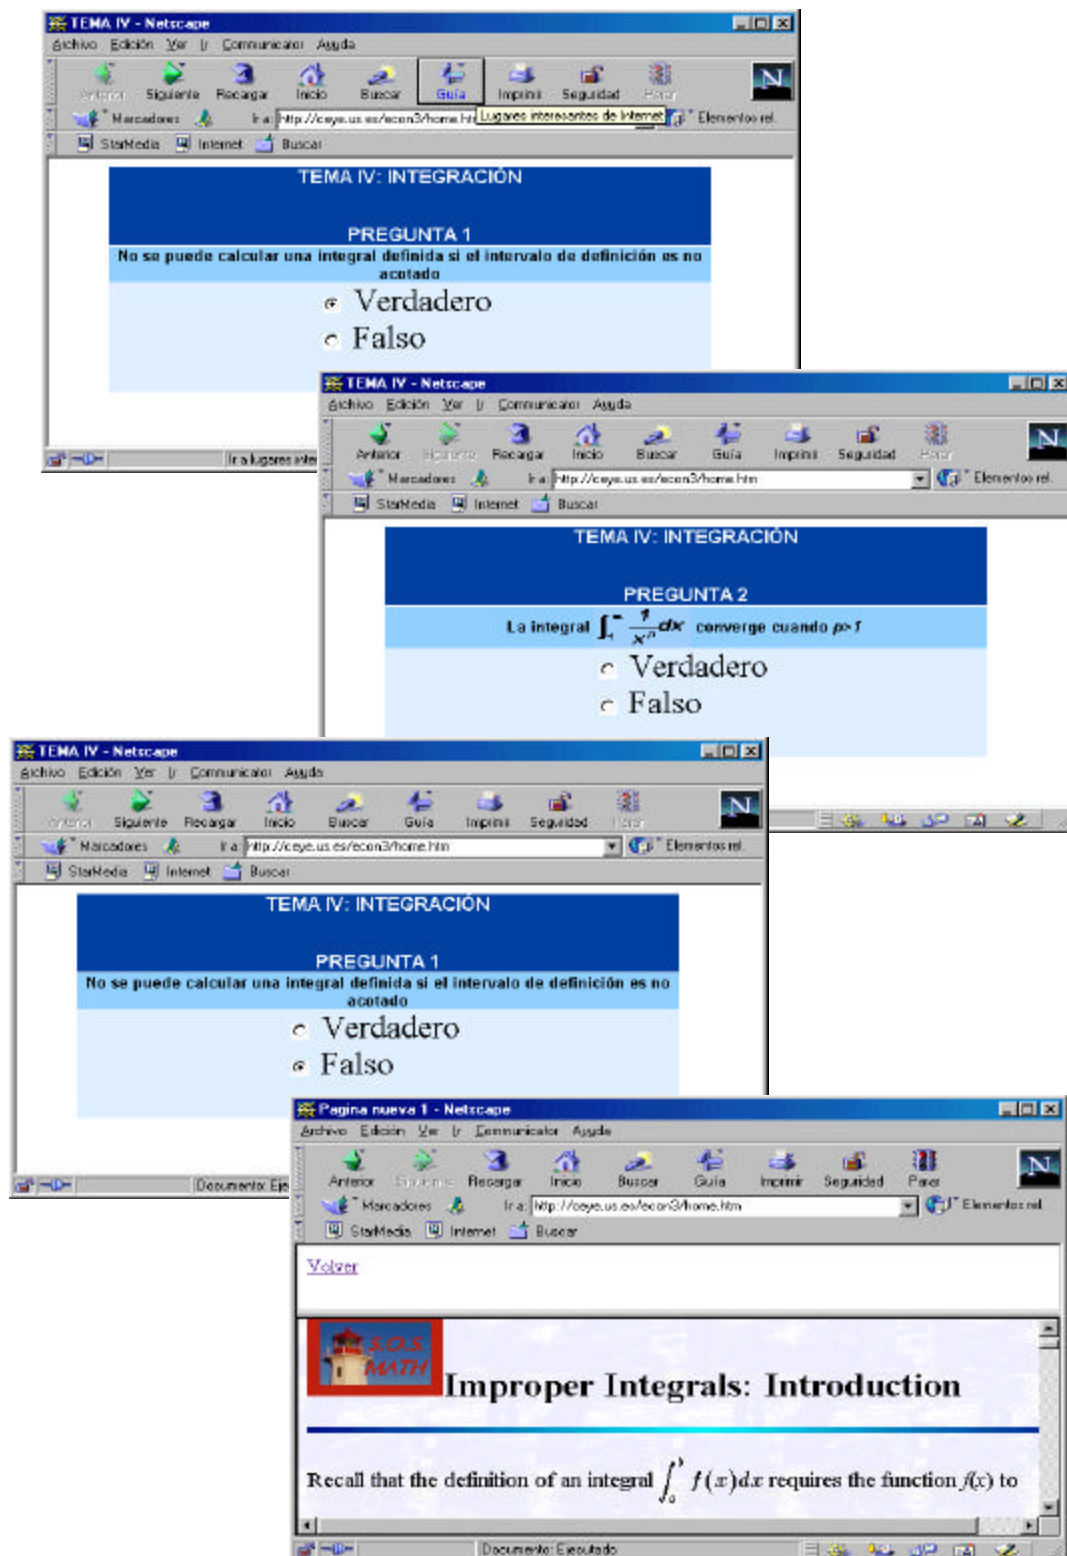 TEMA IV - Netscape
Archivo Edición Ver Ir Communicator Ayuda
Anterior Siguiente Recargar Inicio Buscar Guía Imprimir Seguridad Parar
Marcadores Ir a: http://ceye.us.es/econ3/home.htm Lugares interesantes de Internet Elementos rel.
StarMedia Internet Buscar
TEMA IV: INTEGRACIÓN
PREGUNTA 1
No se puede calcular una integral definida si el intervalo de definición es no
acotado
Verdadero
Falso
Ir a lugares inter
TEMA IV - Netscape
Archivo Edición Ver Ir Communicator Ayuda
Anterior Siguiente Recargar Inicio Buscar Guía Imprimir Seguridad Parar
Marcadores Ir a: http://ceye.us.es/econ3/home.htm Elementos rel.
StarMedia Internet Buscar
TEMA IV: INTEGRACIÓN
PREGUNTA 2
La integral ∫₁^∞ 1/xᵖ dx converge cuando p>1
Verdadero
Falso
TEMA IV - Netscape
Archivo Edición Ver Ir Communicator Ayuda
Anterior Siguiente Recargar Inicio Buscar Guía Imprimir Seguridad Parar
Marcadores Ir a: http://ceye.us.es/econ3/home.htm Elementos rel.
StarMedia Internet Buscar
TEMA IV: INTEGRACIÓN
PREGUNTA 1
No se puede calcular una integral definida si el intervalo de definición es no
acotado
Verdadero
Falso
Documento: Eje
Pagina nueva 1 - Netscape
Archivo Edición Ver Ir Communicator Ayuda
Anterior Siguiente Recargar Inicio Buscar Guía Imprimir Seguridad Parar
Marcadores Ir a: http://ceye.us.es/econ3/home.htm Elementos rel.
StarMedia Internet Buscar
Volver
S.O.S.
MATH
Improper Integrals: Introduction
Recall that the definition of an integral ∫ₐᵇ f(x)dx requires the function f(x) to
Documento: Ejecutado